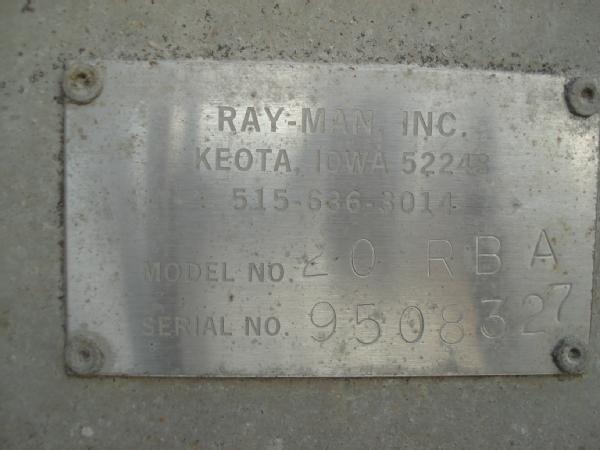 RAY-MAN, INC.
KEOTA, IOWA 52248
515-636-3014
MODEL NO. 20 RBA
SERIAL NO. 9508327